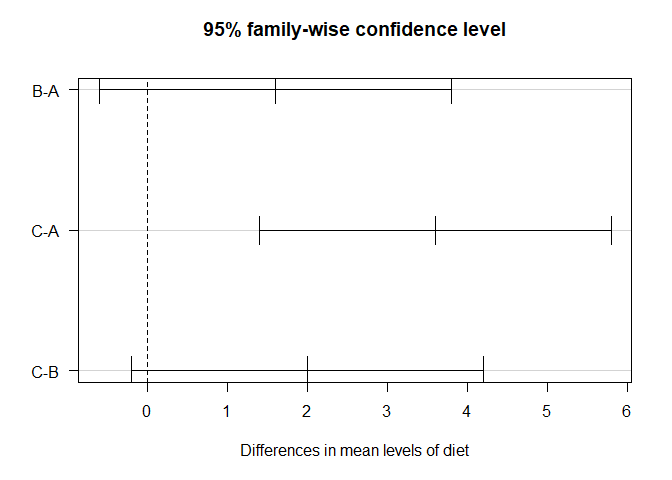 95% family-wise confidence level
B-A
C-A
C-B
0 1 2 3 4 5 6
Differences in mean levels of diet